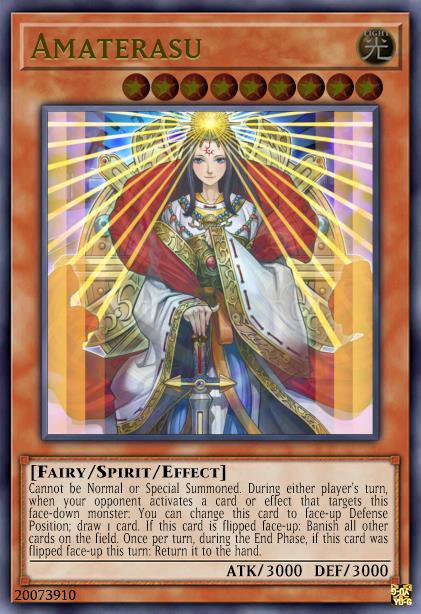 AMATERASU
LIGHT
光
[FAIRY/SPIRIT/EFFECT]
Cannot be Normal or Special Summoned. During either player's turn,
when your opponent activates a card or effect that targets this
face-down monster: You can change this card to face-up Defense
Position; draw 1 card. If this card is flipped face-up: Banish all other
cards on the field. Once per turn, during the End Phase, if this card was
flipped face-up this turn: Return it to the hand.
ATK/3000 DEF/3000
20073910